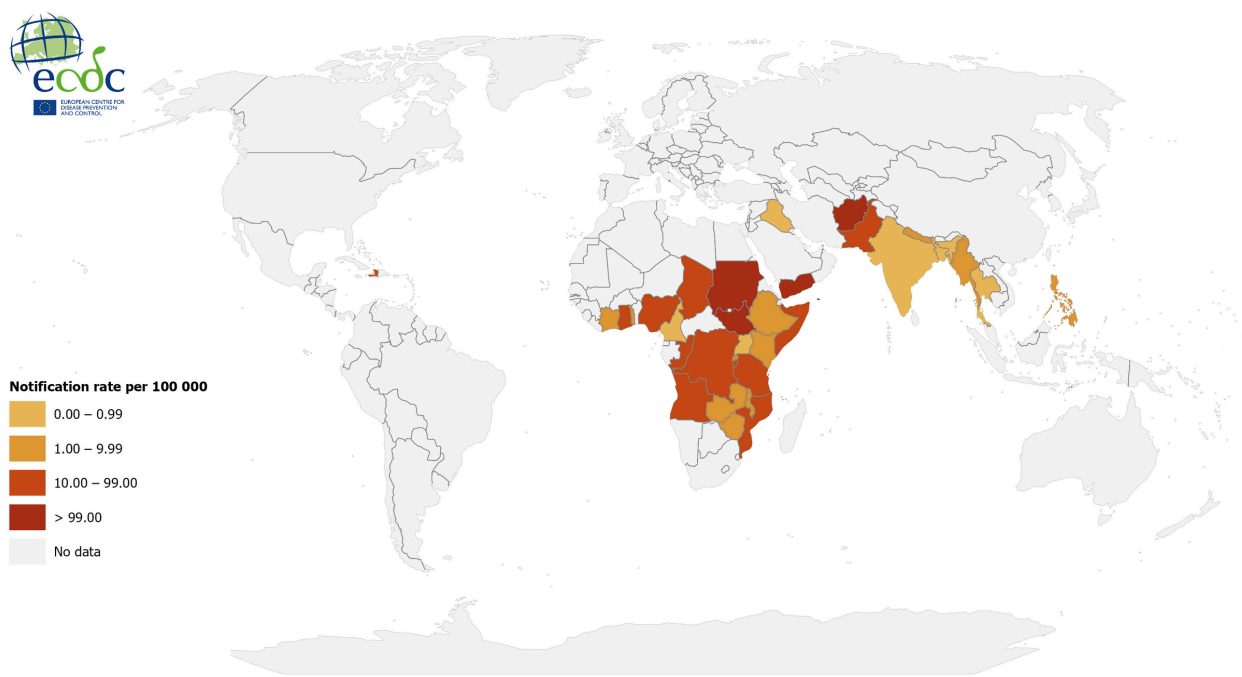 ecdc
EUROPEAN CENTRE FOR
DISEASE PREVENTION
AND CONTROL
Notification rate per 100 000
0.00 – 0.99
1.00 – 9.99
10.00 – 99.00
> 99.00
No data